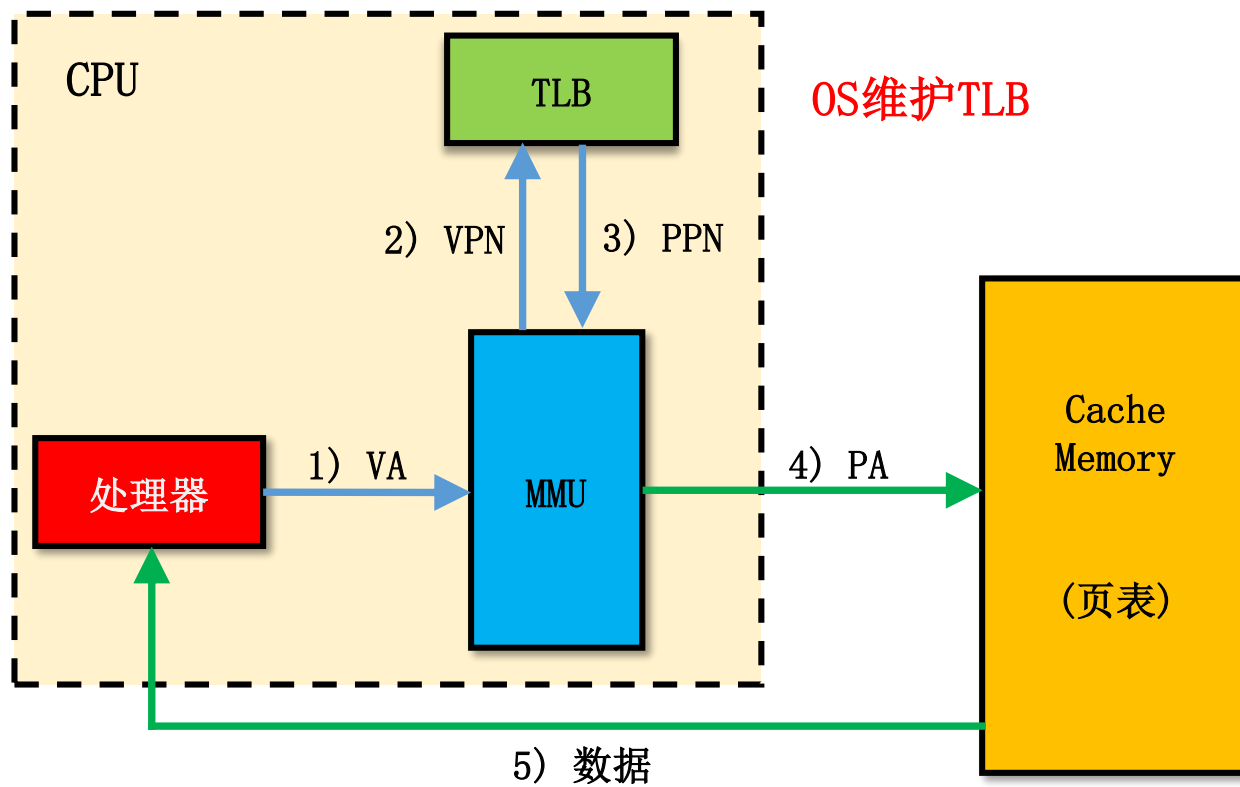 CPU
TLB
OS维护TLB
2) VPN
3) PPN
Cache
Memory
1) VA
4) PA
处理器
MMU
(页表)
5) 数据